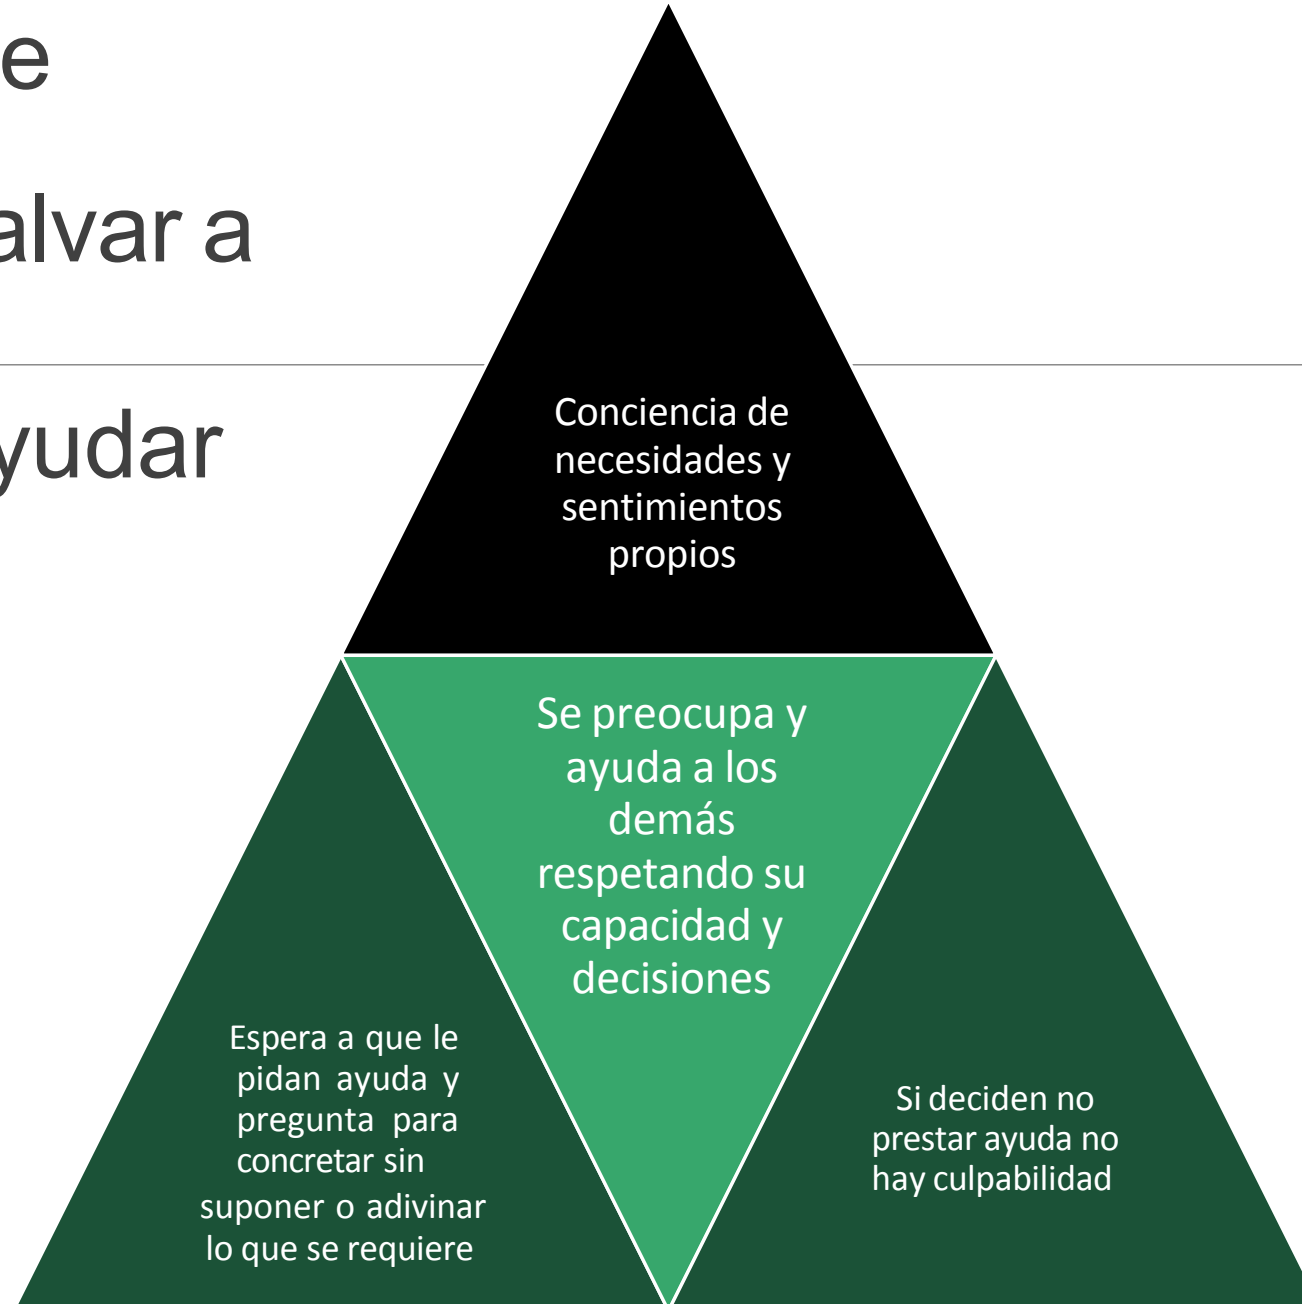 e
alvar a
yudar
Conciencia de
necesidades y
sentimientos
propios
Se preocupa y
ayuda a los
demás
respetando su
capacidad y
decisiones
Espera a que le
pidan ayuda y
pregunta para
concretar sin
suponer o adivinar
lo que se requiere
Si deciden no
prestar ayuda no
hay culpabilidad